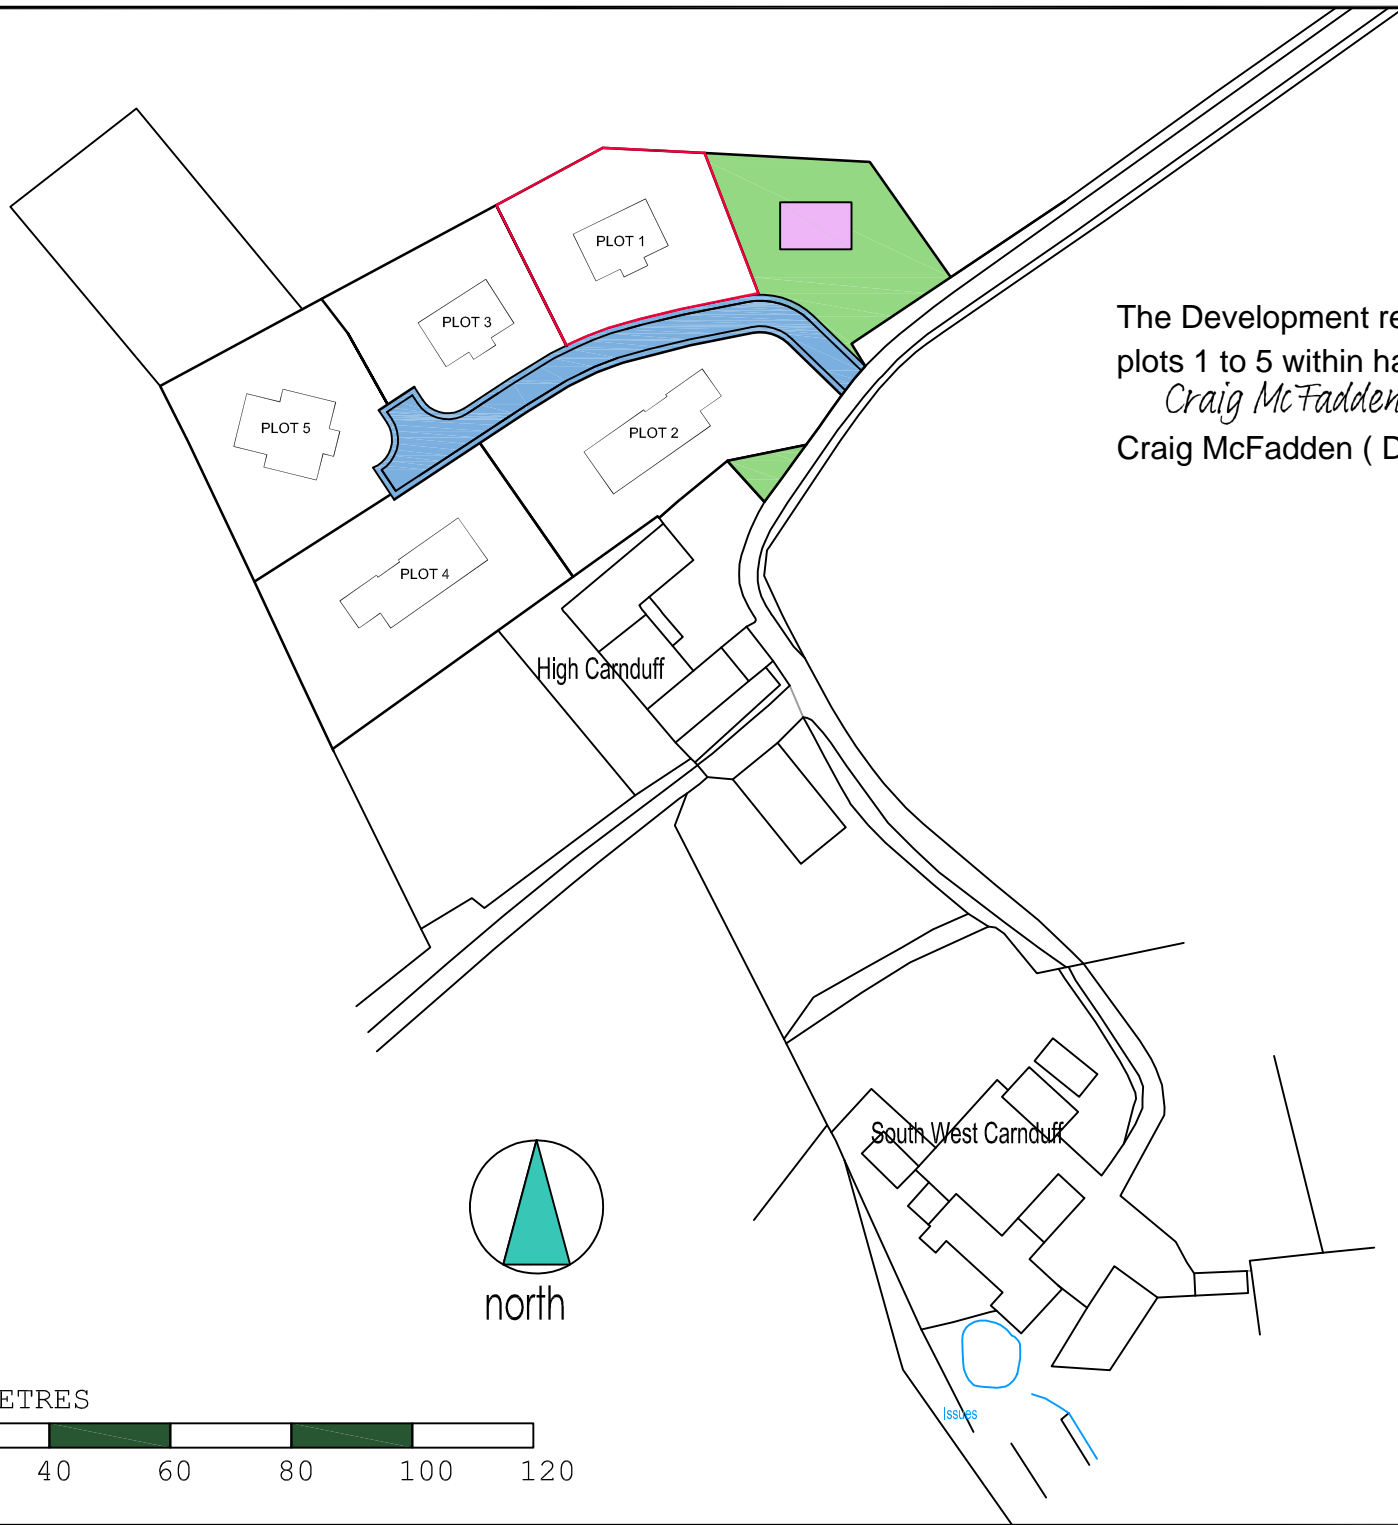 PLOT 1
PLOT 3
PLOT 5
PLOT 2
PLOT 4
The Development re
plots 1 to 5 within ha
Craig McFadden
Craig McFadden ( D
High Carnduff
South West Carnduff
north
Issues
ETRES
40 60 80 100 120